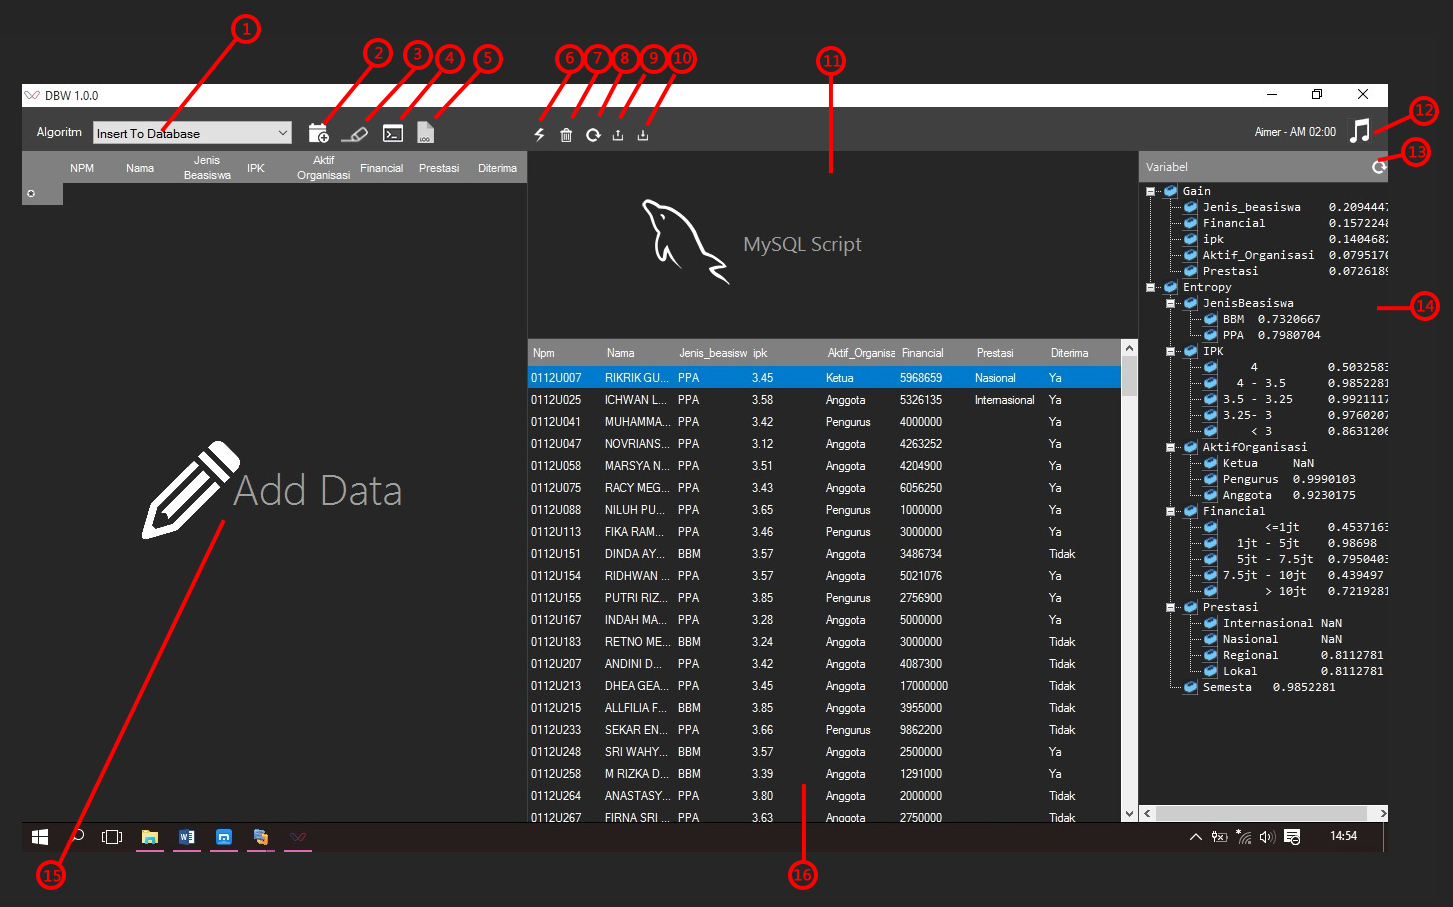 1
2
3
4
5
6
7
8
9
10
11
DBW 1.0.0
12
Algoritm
Insert To Database
LOG
Aimer - AM 02:00
13
NPM
Nama
Jenis
Beasiswa
IPK
Aktif
Organisasi
Financial
Prestasi
Diterima
MySQL Script
Add Data
Npm Nama Jenis_beasisw ipk Aktif_Organisa Financial Prestasi Diterima
0112U007 RIKRIK GU... PPA 3.45 Ketua 5968659 Nasional Ya
0112U025 ICHWAN L... PPA 3.58 Anggota 5326135 Internasional Ya
0112U041 MUHAMMA... PPA 3.42 Pengurus 4000000 Ya
0112U047 NOVRIANS... PPA 3.12 Anggota 4263252 Ya
0112U058 MARSYA N... PPA 3.51 Anggota 4204900 Ya
0112U075 RACY MEG... PPA 3.43 Anggota 6056250 Ya
0112U088 NILUH PU... PPA 3.65 Pengurus 1000000 Ya
0112U113 FIKA RAM... PPA 3.46 Pengurus 3000000 Ya
0112U151 DINDA AY... BBM 3.57 Anggota 3486734 Tidak
0112U154 RIDHWAN ... PPA 3.57 Anggota 5021076 Ya
0112U155 PUTRI RIZ... PPA 3.85 Pengurus 2756900 Ya
0112U167 INDAH MA... PPA 3.28 Anggota 5000000 Ya
0112U183 RETNO ME... BBM 3.24 Anggota 3000000 Tidak
0112U207 ANDINI D... PPA 3.42 Anggota 4087300 Tidak
0112U213 DHEA GEA... PPA 3.45 Anggota 17000000 Tidak
0112U215 ALLFILIA F... BBM 3.85 Anggota 3955000 Tidak
0112U233 SEKAR EN... PPA 3.66 Pengurus 9862200 Tidak
0112U248 SRI WAHY... BBM 3.57 Anggota 2500000 Ya
0112U258 M RIZKA D... BBM 3.39 Anggota 1291000 Ya
0112U264 ANASTASY... PPA 3.80 Anggota 2000000 Tidak
0112U267 FIRNA SRI ... PPA 3.63 Anggota 2750000 Tidak
Variabel
Gain
Jenis_beasiswa 0.2094447
Financial 0.1572248
ipk 0.1404682
Aktif_Organisasi 0.0795170
Prestasi 0.0726189
Entropy
JenisBeasiswa
14
BBM 0.7320667
PPA 0.7980704
IPK
4 0.5032583
4 - 3.5 0.9852281
3.5 - 3.25 0.9921117
3.25- 3 0.9760207
< 3 0.8631206
AktifOrganisasi
Ketua NaN
Pengurus 0.9990103
Anggota 0.9230175
Financial
<=1jt 0.4537163
1jt - 5jt 0.98698
5jt - 7.5jt 0.7950403
7.5jt - 10jt 0.439497
> 10jt 0.7219281
Prestasi
Internasional NaN
Nasional NaN
Regional 0.8112781
Lokal 0.8112781
Semesta 0.9852281
14:54
15
16